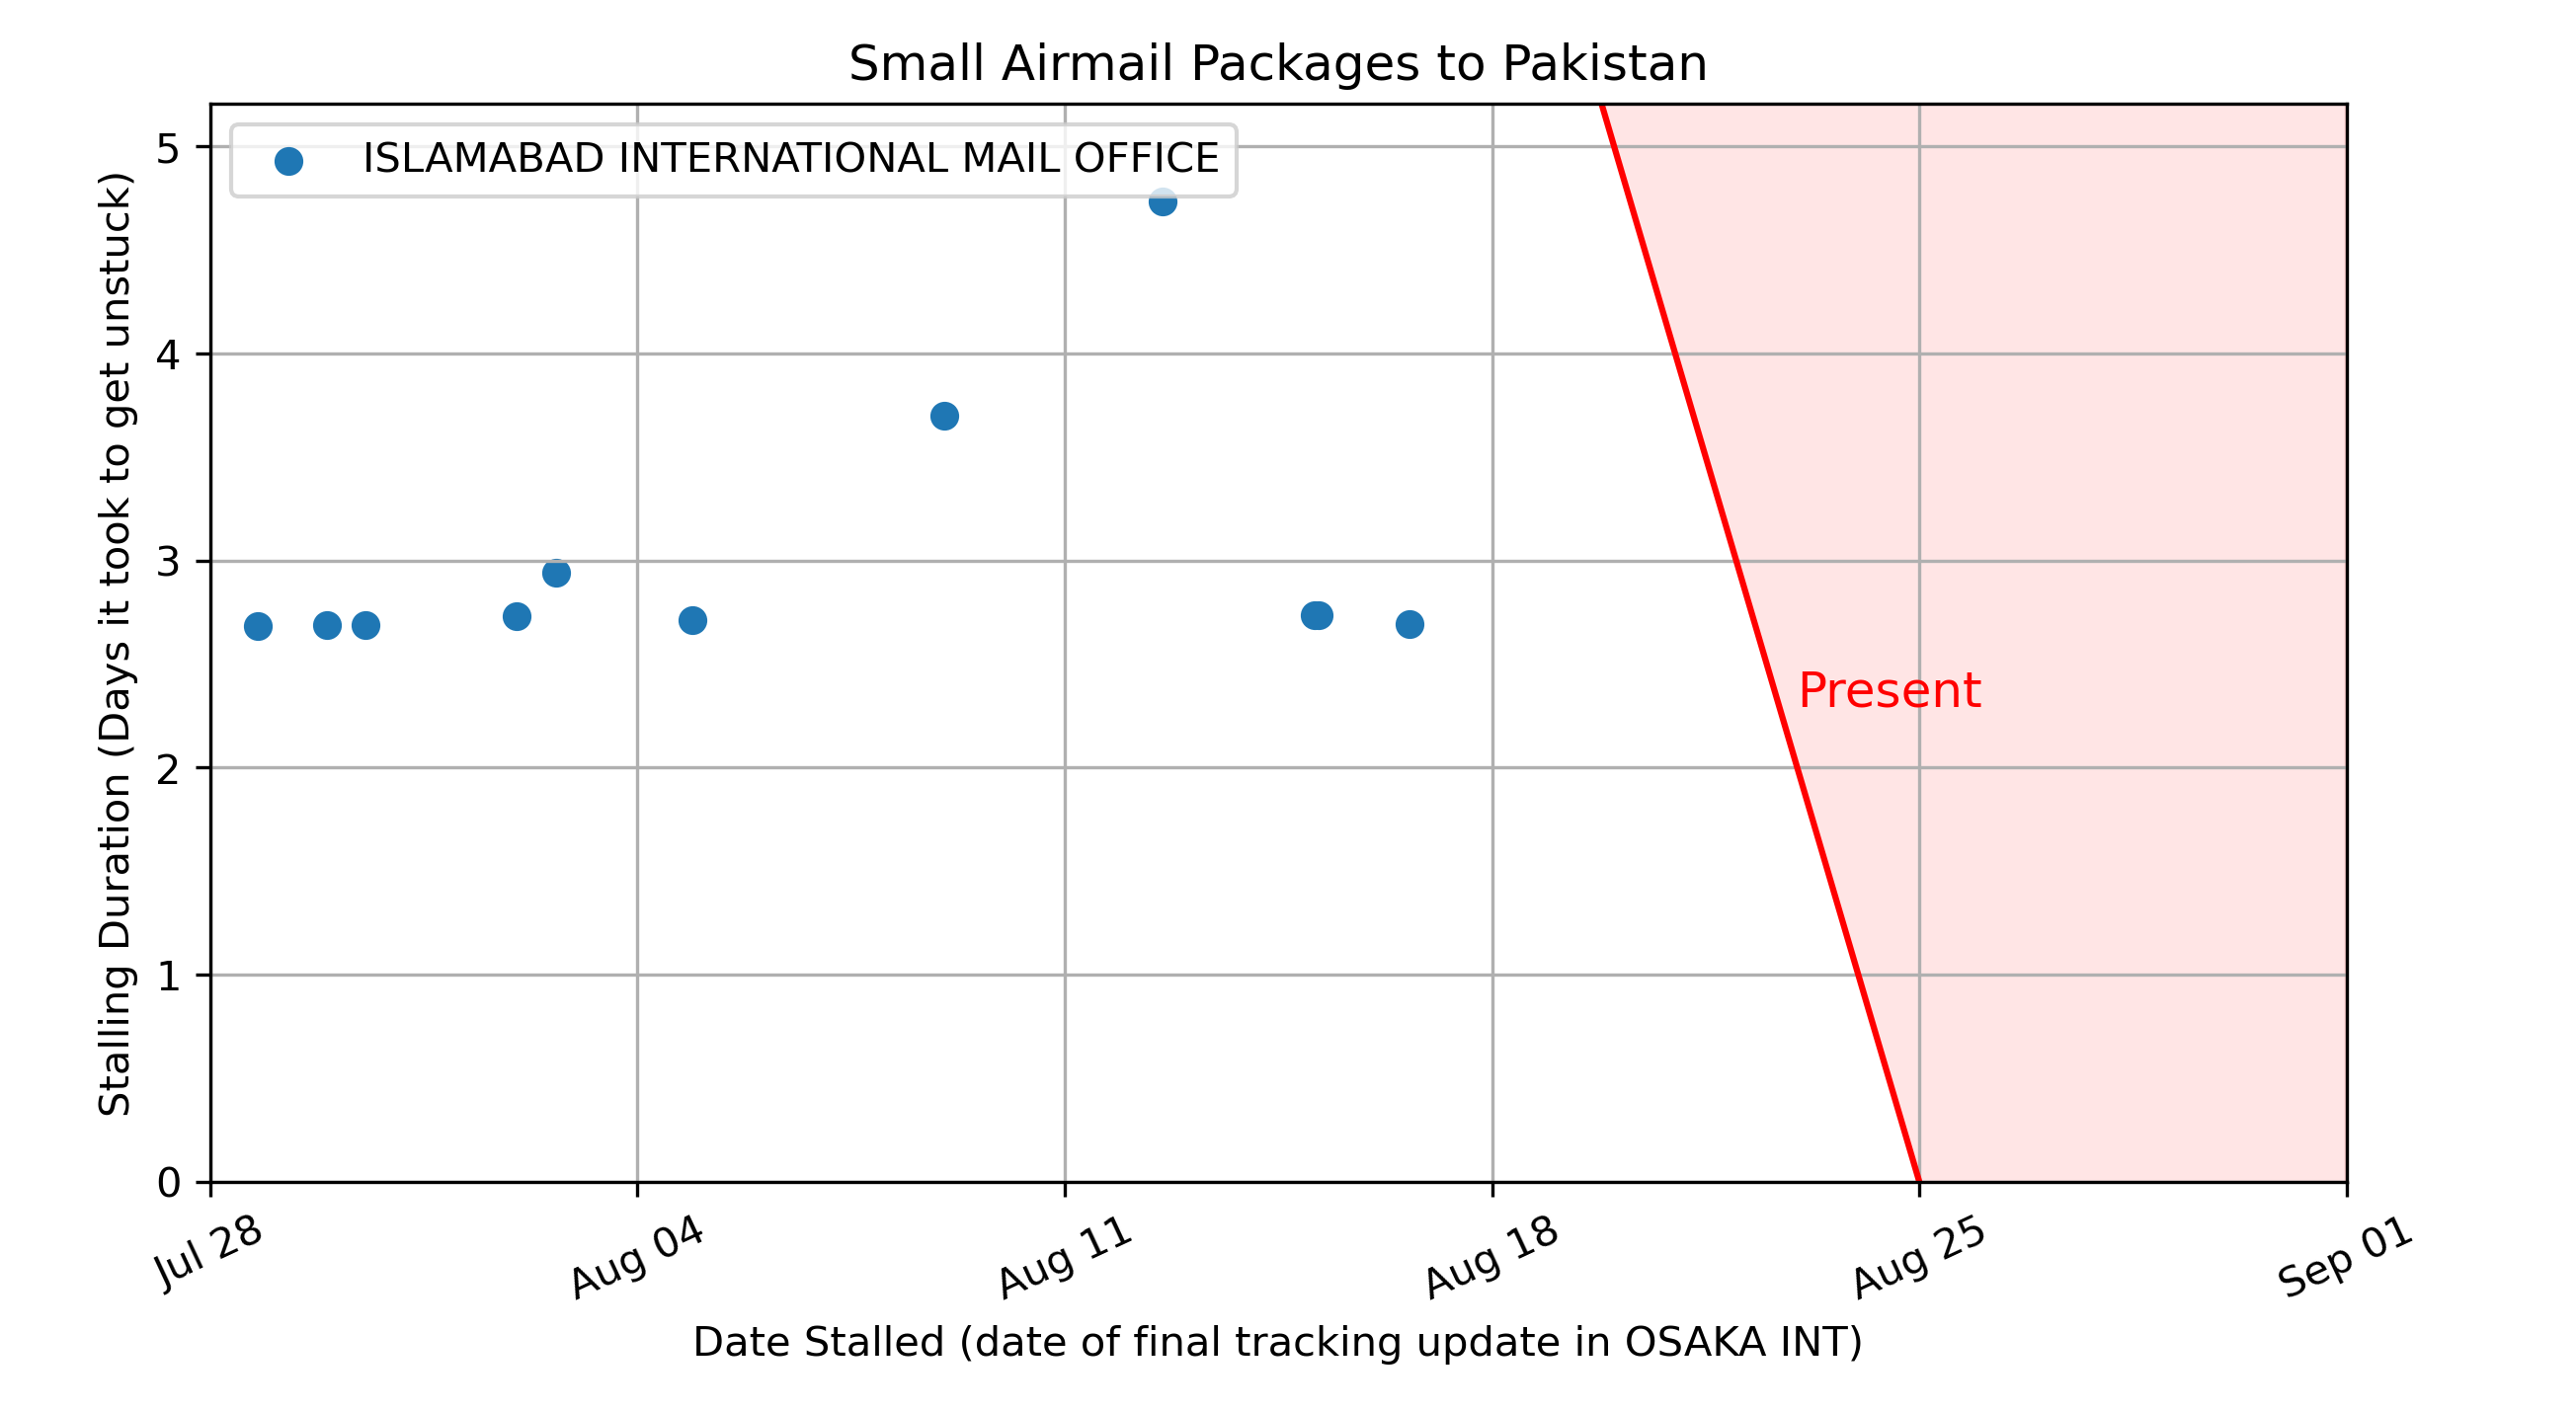 Small Airmail Packages to Pakistan
ISLAMABAD INTERNATIONAL MAIL OFFICE
Stalling Duration (Days it took to get unstuck)
5
4
3
2
1
0
Present
Jul 28
Aug 04
Aug 11
Aug 18
Aug 25
Sep 01
Date Stalled (date of final tracking update in OSAKA INT)